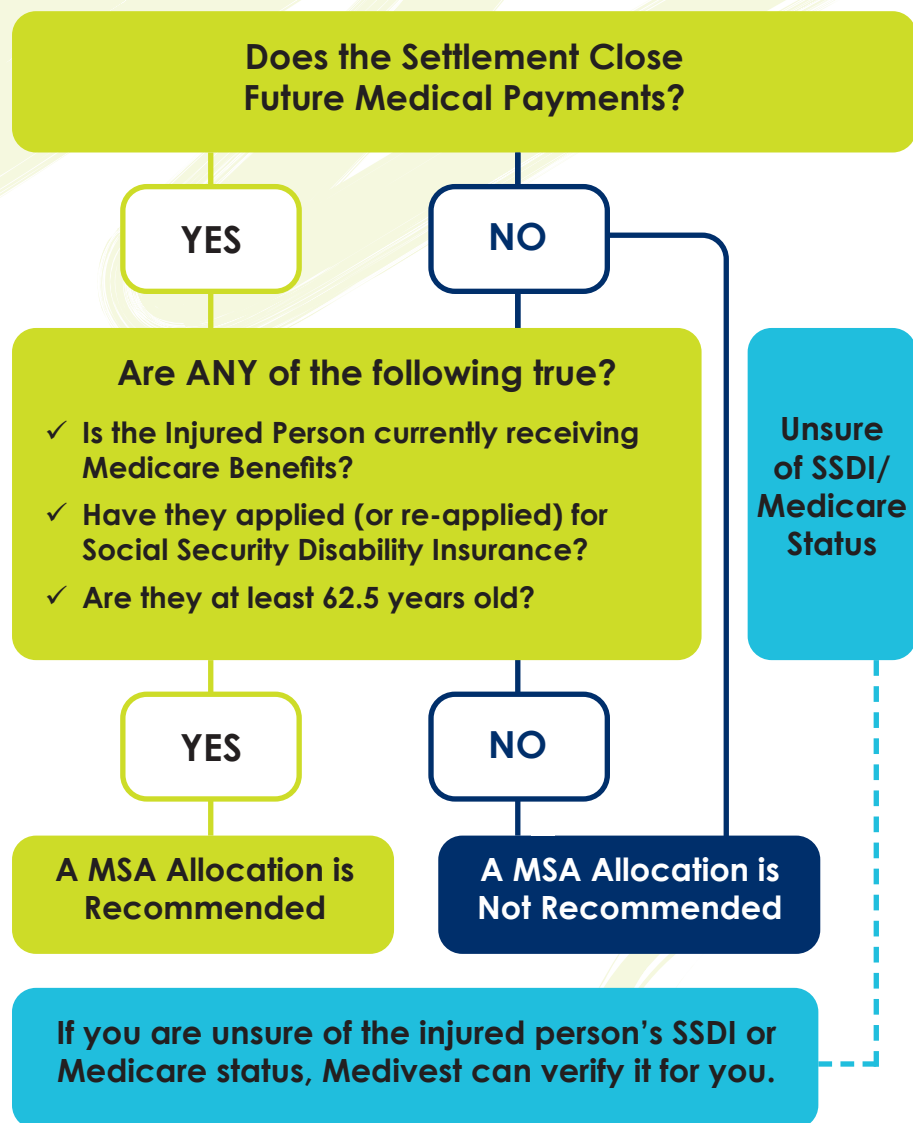 Does the Settlement Close
Future Medical Payments?
YES
NO
Are ANY of the following true?
✓ Is the Injured Person currently receiving
Medicare Benefits?
✓ Have they applied (or re-applied) for
Social Security Disability Insurance?
✓ Are they at least 62.5 years old?
Unsure
of SSDI/
Medicare
Status
YES
NO
A MSA Allocation is
Recommended
A MSA Allocation is
Not Recommended
If you are unsure of the injured person’s SSDI or
Medicare status, Medivest can verify it for you.